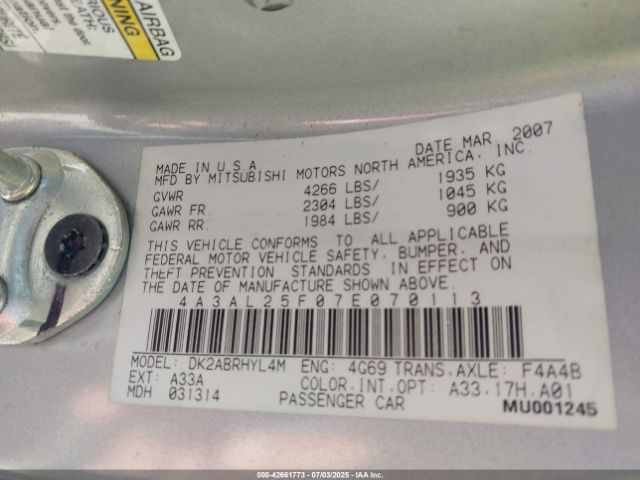 AIRBAG
WARNING
MADE IN U.S.A. DATE MAR. 2007
MFD BY MITSUBISHI MOTORS NORTH AMERICA, INC.
GVWR 4266 LBS/ 1935 KG
GAWR FR. 2304 LBS/ 1045 KG
GAWR RR. 1984 LBS/ 900 KG
THIS VEHICLE CONFORMS TO ALL APPLICABLE
FEDERAL MOTOR VEHICLE SAFETY, BUMPER, AND
THEFT PREVENTION STANDARDS IN EFFECT ON
THE DATE OF MANUFACTURE SHOWN ABOVE.
4A3AL25F07E070113
MODEL: DK2ABRHYL4M ENG: 4G69 TRANS.AXLE: F4A4B
EXT: A33A COLOR.INT.OPT: A33.17H.A01
MDH 031314 PASSENGER CAR
MU001245
000-42661773 - 07/03/2025 - IAA Inc.